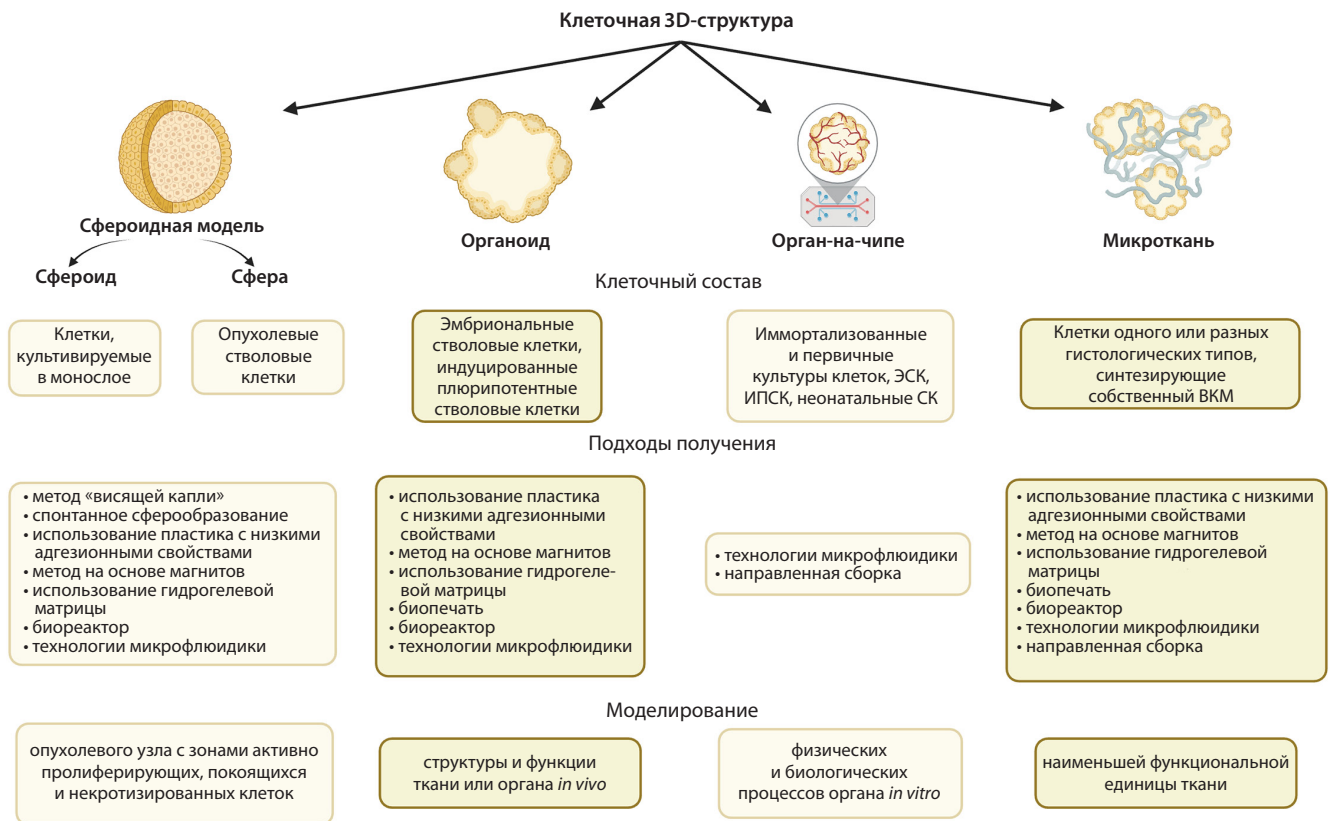 Клеточная 3D-структура
Сфероидная модель
Органоид
Орган-на-чипе
Микроткань
Сфероид
Сфера
Клеточный состав
Клетки,
культивируемые
в монослое
Опухолевые
стволовые
клетки
Эмбриональные
стволовые клетки,
индуцированные
плюрипотентные
стволовые клетки
Иммортализованные
и первичные
культуры клеток, ЭСК,
ИПСК, неонатальные СК
Клетки одного или разных
гистологических типов,
синтезирующие
собственный ВКМ
Подходы получения
• метод «висящей капли»
• спонтанное сферообразование
• использование пластика с низкими
адгезионными свойствами
• метод на основе магнитов
• использование гидрогелевой
матрицы
• биореактор
• технологии микрофлюидики
• использование пластика
с низкими адгезионными
свойствами
• метод на основе магнитов
• использование гидрогеле-
вой матрицы
• биопечать
• биореактор
• технологии микрофлюидики
• технологии микрофлюидики
• направленная сборка
• использование пластика с низкими
адгезионными свойствами
• метод на основе магнитов
• использование гидрогелевой
матрицы
• биопечать
• биореактор
• технологии микрофлюидики
• направленная сборка
Моделирование
опухолевого узла с зонами активно
пролиферирующих, покоящихся
и некротизированных клеток
структуры и функции
ткани или органа in vivo
физических
и биологических
процессов органа in vitro
наименьшей функциональной
единицы ткани